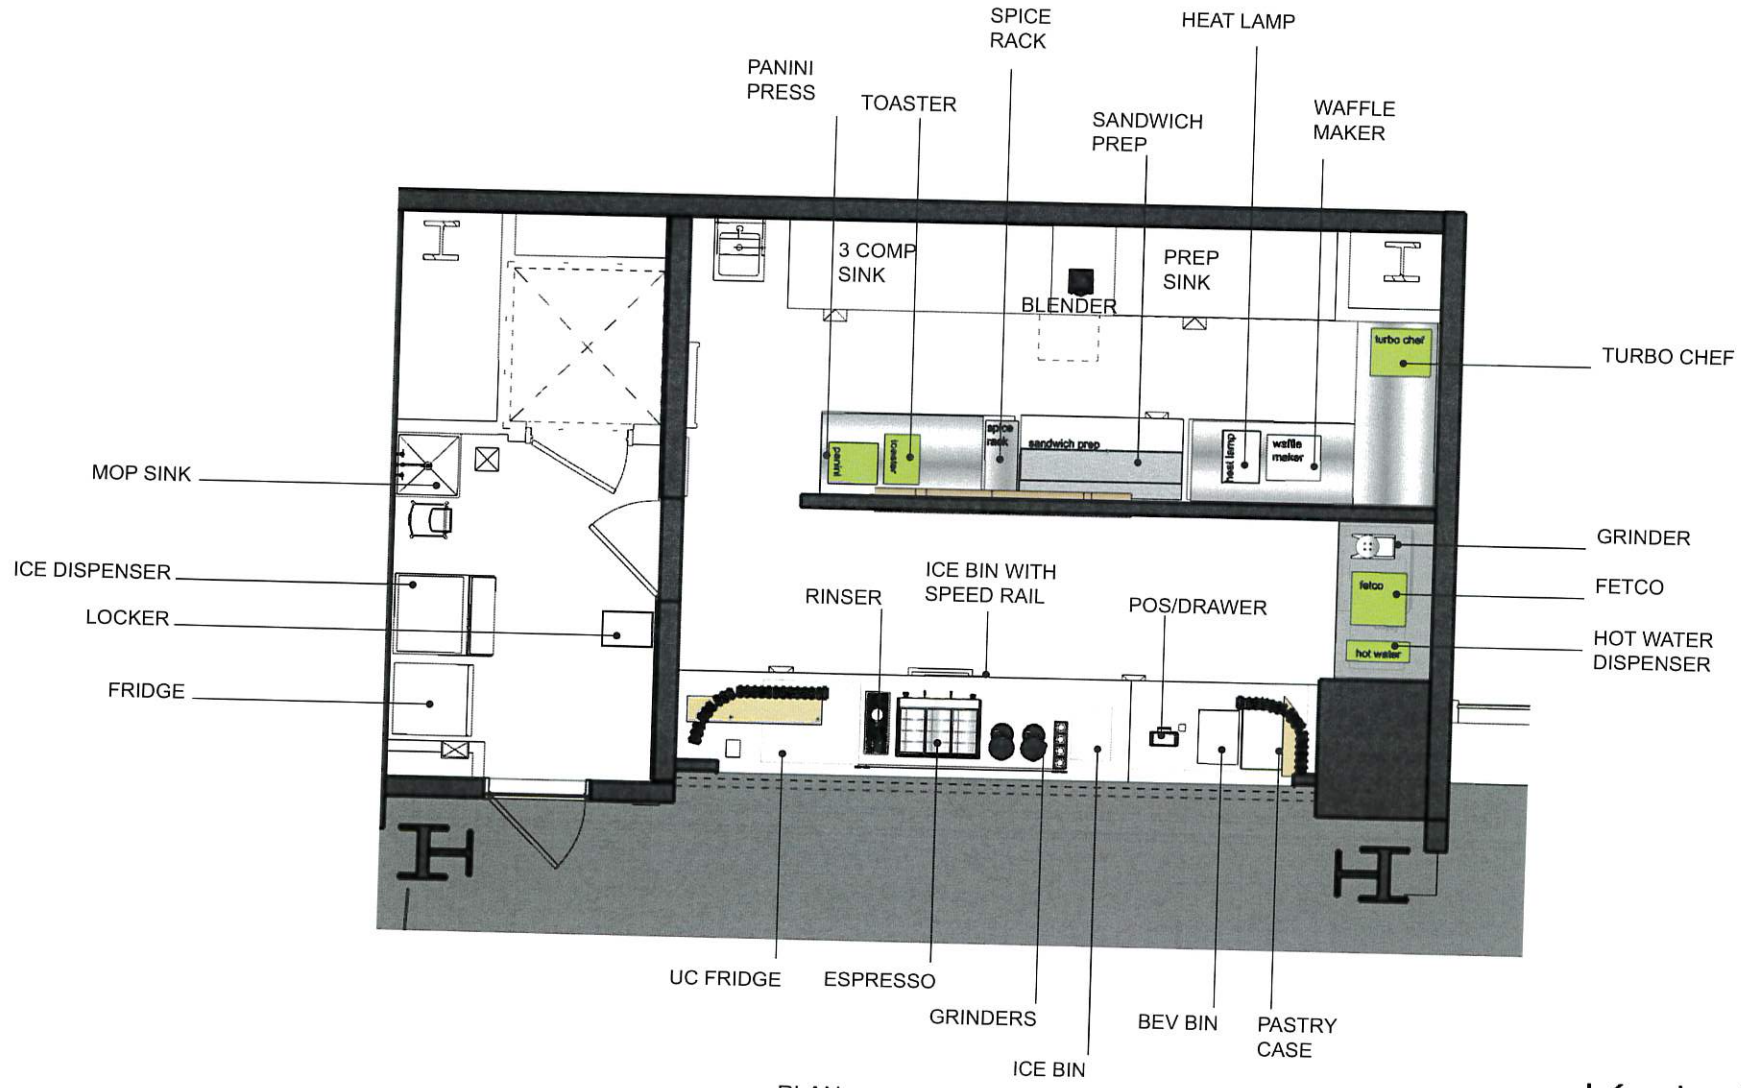 SPICE
RACK
HEAT LAMP
PANINI
PRESS
TOASTER
SANDWICH
PREP
WAFFLE
MAKER
3 COMP
SINK
PREP
SINK
BLENDER
turbo chef
TURBO CHEF
spice
rack
sandwich prep
panini
toaster
heat lamp
waffle
maker
MOP SINK
GRINDER
ICE DISPENSER
ICE BIN WITH
SPEED RAIL
fetco
FETCO
RINSER
POS/DRAWER
LOCKER
hot water
HOT WATER
DISPENSER
FRIDGE
UC FRIDGE
ESPRESSO
GRINDERS
BEV BIN
PASTRY
CASE
ICE BIN